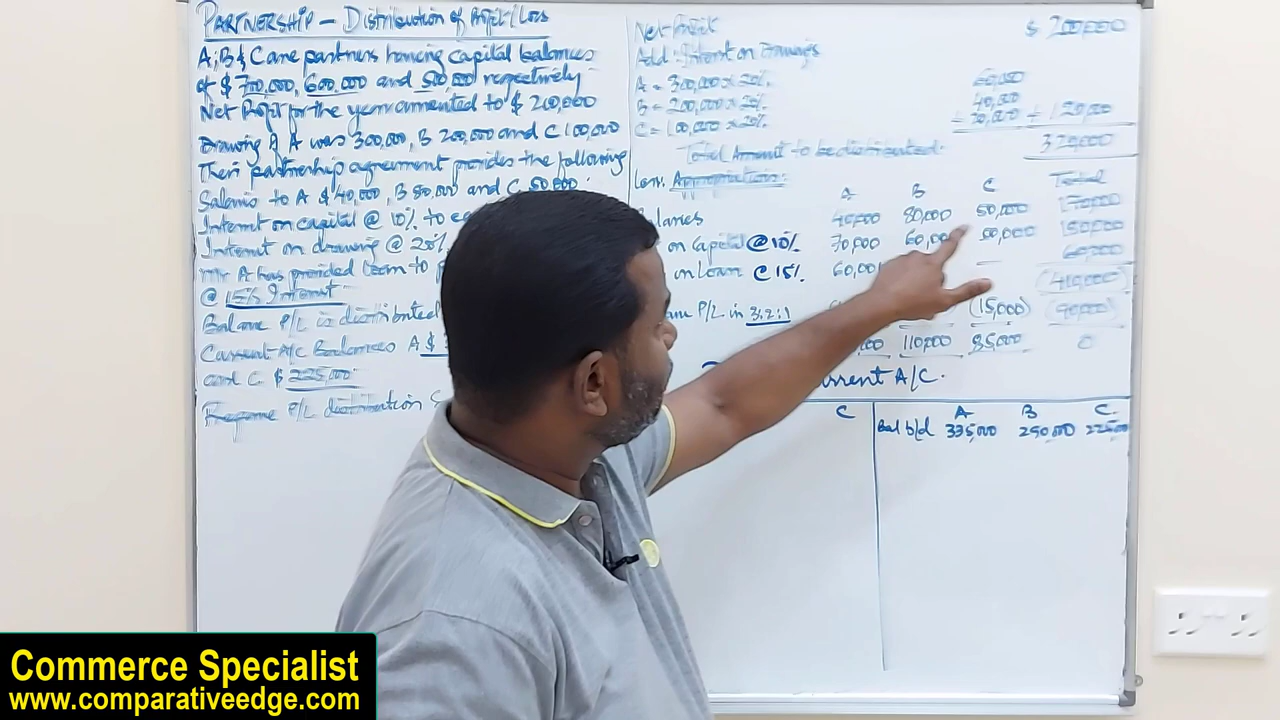 PARTNERSHIP – Distribution of Profit/Loss
A, B & C are partners having capital balances
of $ 700,000, 600,000 and 500,000 respectively
Net Profit for the year amounted to $ 200,000
Drawing of A was 300,000, B 200,000 and C 100,000
Their partnership agreement provides the following
Salaries to A $ 40,000, B 80,000 and C 50,000.
Interest on capital @ 10% to
Interest on drawing @ 20%
Mr A has provided loan to
@ 15% Interest
Balance P/L is distributed
Current A/C Balances A $
and C. $ 225,000.
Prepare P/L distribution
Net Profit $ 200,000
Add: Interest on Drawings
A = 300,000 x 20% 60,000
B = 200,000 x 20% 40,000
C = 100,000 x 20% 20,000 + 120,000
Total Amount to be distributed: 320,000
Less: Appropriations:
A B C Total
Salaries 40,000 80,000 50,000 170,000
on Capital @ 10% 70,000 60,000 50,000 180,000
on Loan @ 15% 60,00 — 60,000
(410,000)
P/L in 3:2:1 (15,000) (90,000)
110,000 85,000 0
Current A/C.
C A B C
Bal b/d 335,000 290,000 225,000
Commerce Specialist
www.comparativeedge.com